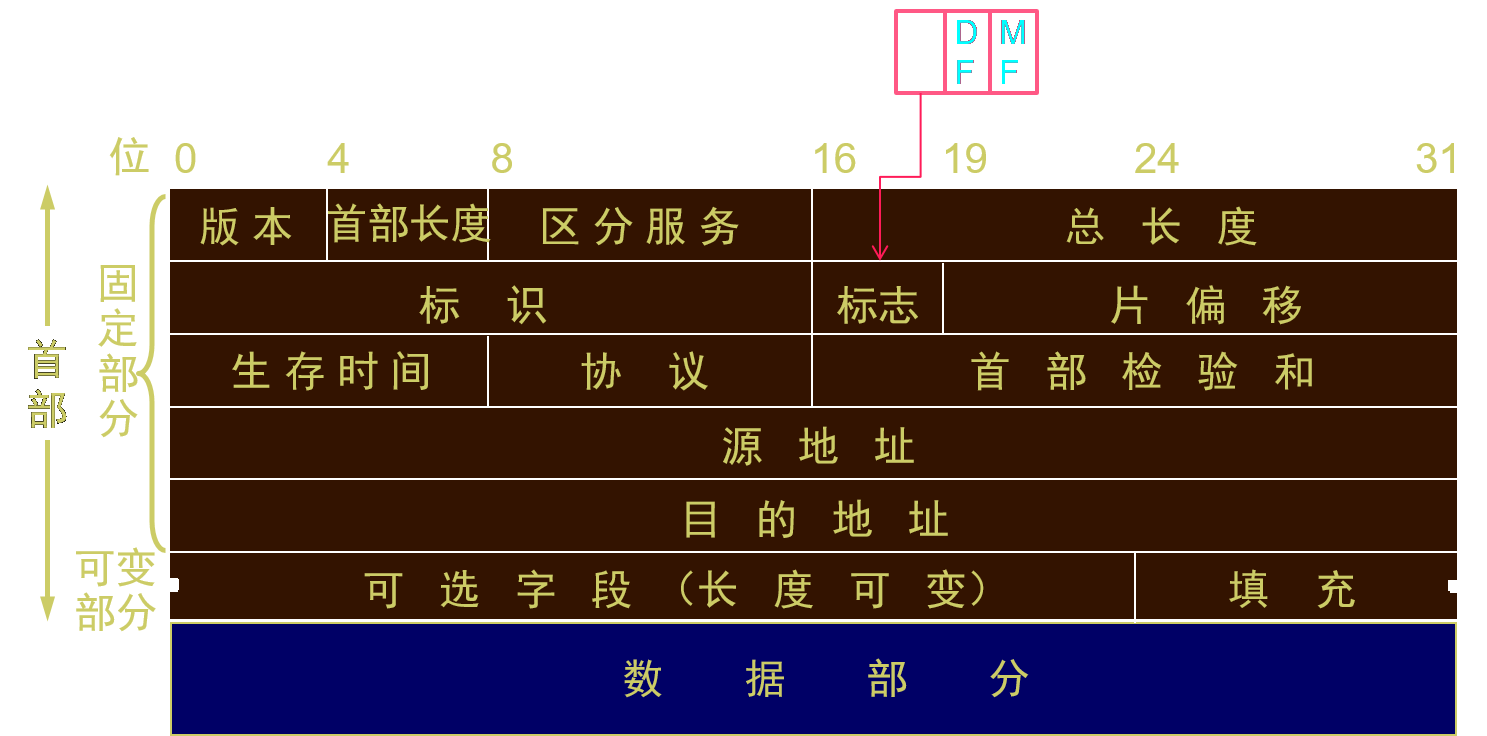 D M
F F
位 0 4 8 16 19 24 31
版本 首部长度 区分服务 总长度
标识 标志 片偏移
生存时间 协议 首部检验和
源地址
目的地址
可选字段（长度可变） 填充
数据部分
首部
固定部分
可变
部分